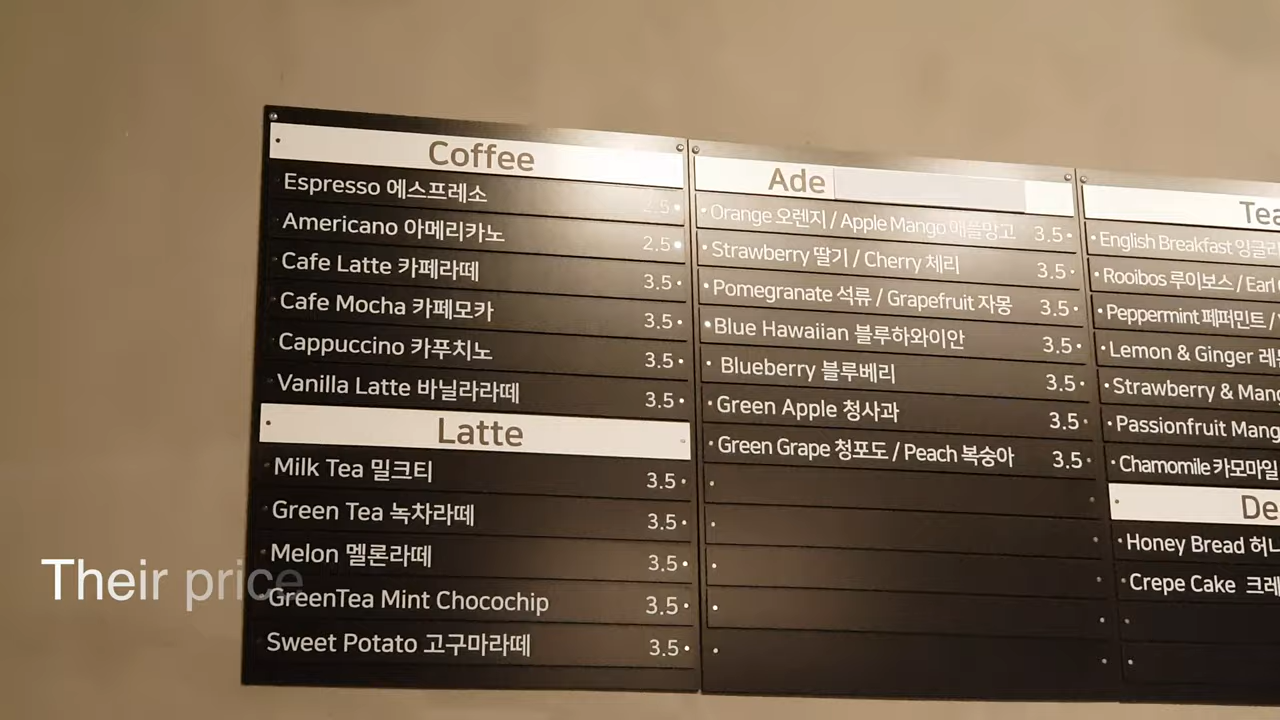 Coffee
Espresso 에스프레소 2.5
Americano 아메리카노 2.5
Cafe Latte 카페라떼 3.5
Cafe Mocha 카페모카 3.5
Cappuccino 카푸치노 3.5
Vanilla Latte 바닐라라떼 3.5
Latte
Milk Tea 밀크티 3.5
Green Tea 녹차라떼 3.5
Melon 멜론라떼 3.5
GreenTea Mint Chocochip 3.5
Sweet Potato 고구마라떼 3.5
Ade
Orange 오렌지 / Apple Mango 애플망고 3.5
Strawberry 딸기 / Cherry 체리 3.5
Pomegranate 석류 / Grapefruit 자몽 3.5
Blue Hawaiian 블루하와이안 3.5
Blueberry 블루베리 3.5
Green Apple 청사과 3.5
Green Grape 청포도 / Peach 복숭아 3.5
Tea
English Breakfast 잉글리
Rooibos 루이보스 / Earl
Peppermint 페퍼민트 /
Lemon & Ginger
Strawberry & Mang
Passionfruit Mang
Chamomile 카모마일
De
Honey Bread 허니
Crepe Cake 크레
Their price